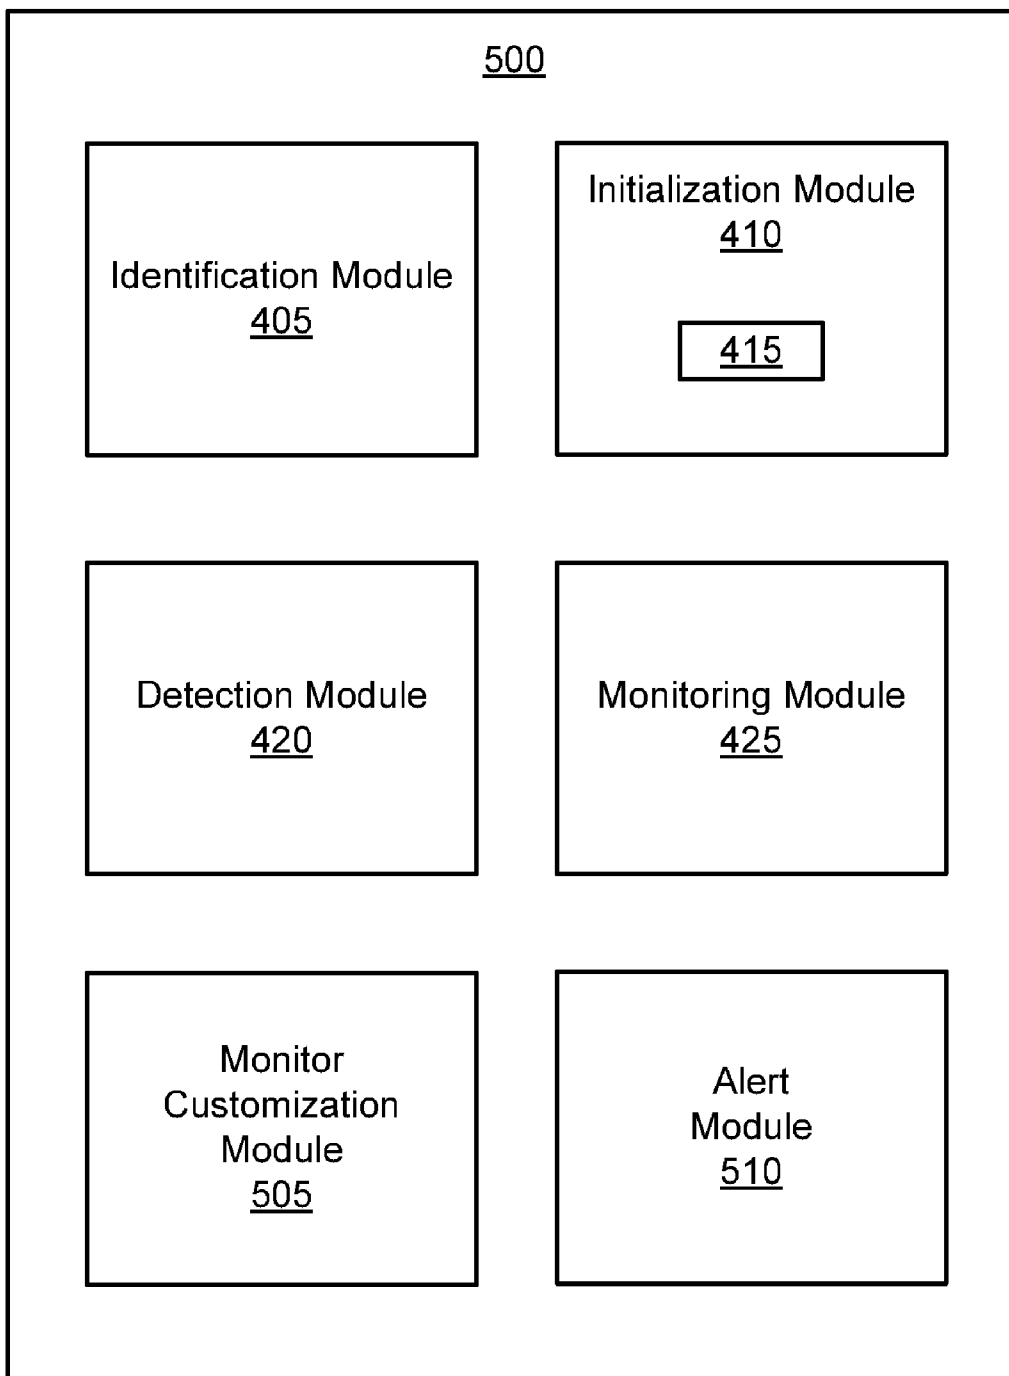 500
Identification Module
405
Initialization Module
410
415
Detection Module
420
Monitoring Module
425
Monitor
Customization
Module
505
Alert
Module
510